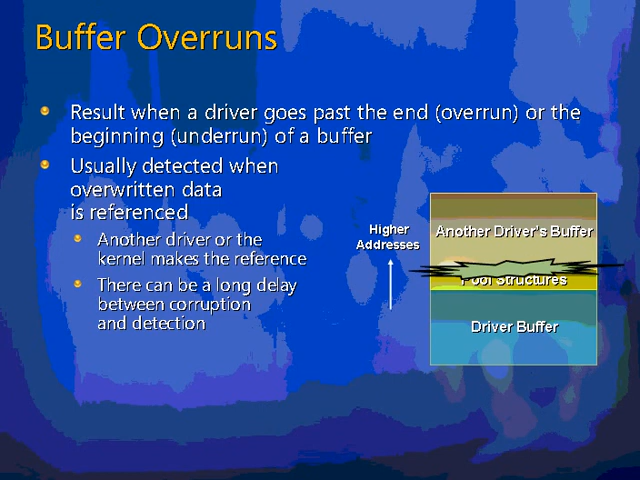 Buffer Overruns
Result when a driver goes past the end (overrun) or the
beginning (underrun) of a buffer
Usually detected when
overwritten data
is referenced
Another driver or the
kernel makes the reference
There can be a long delay
between corruption
and detection
Higher
Addresses
Another Driver's Buffer
Pool Structures
Driver Buffer